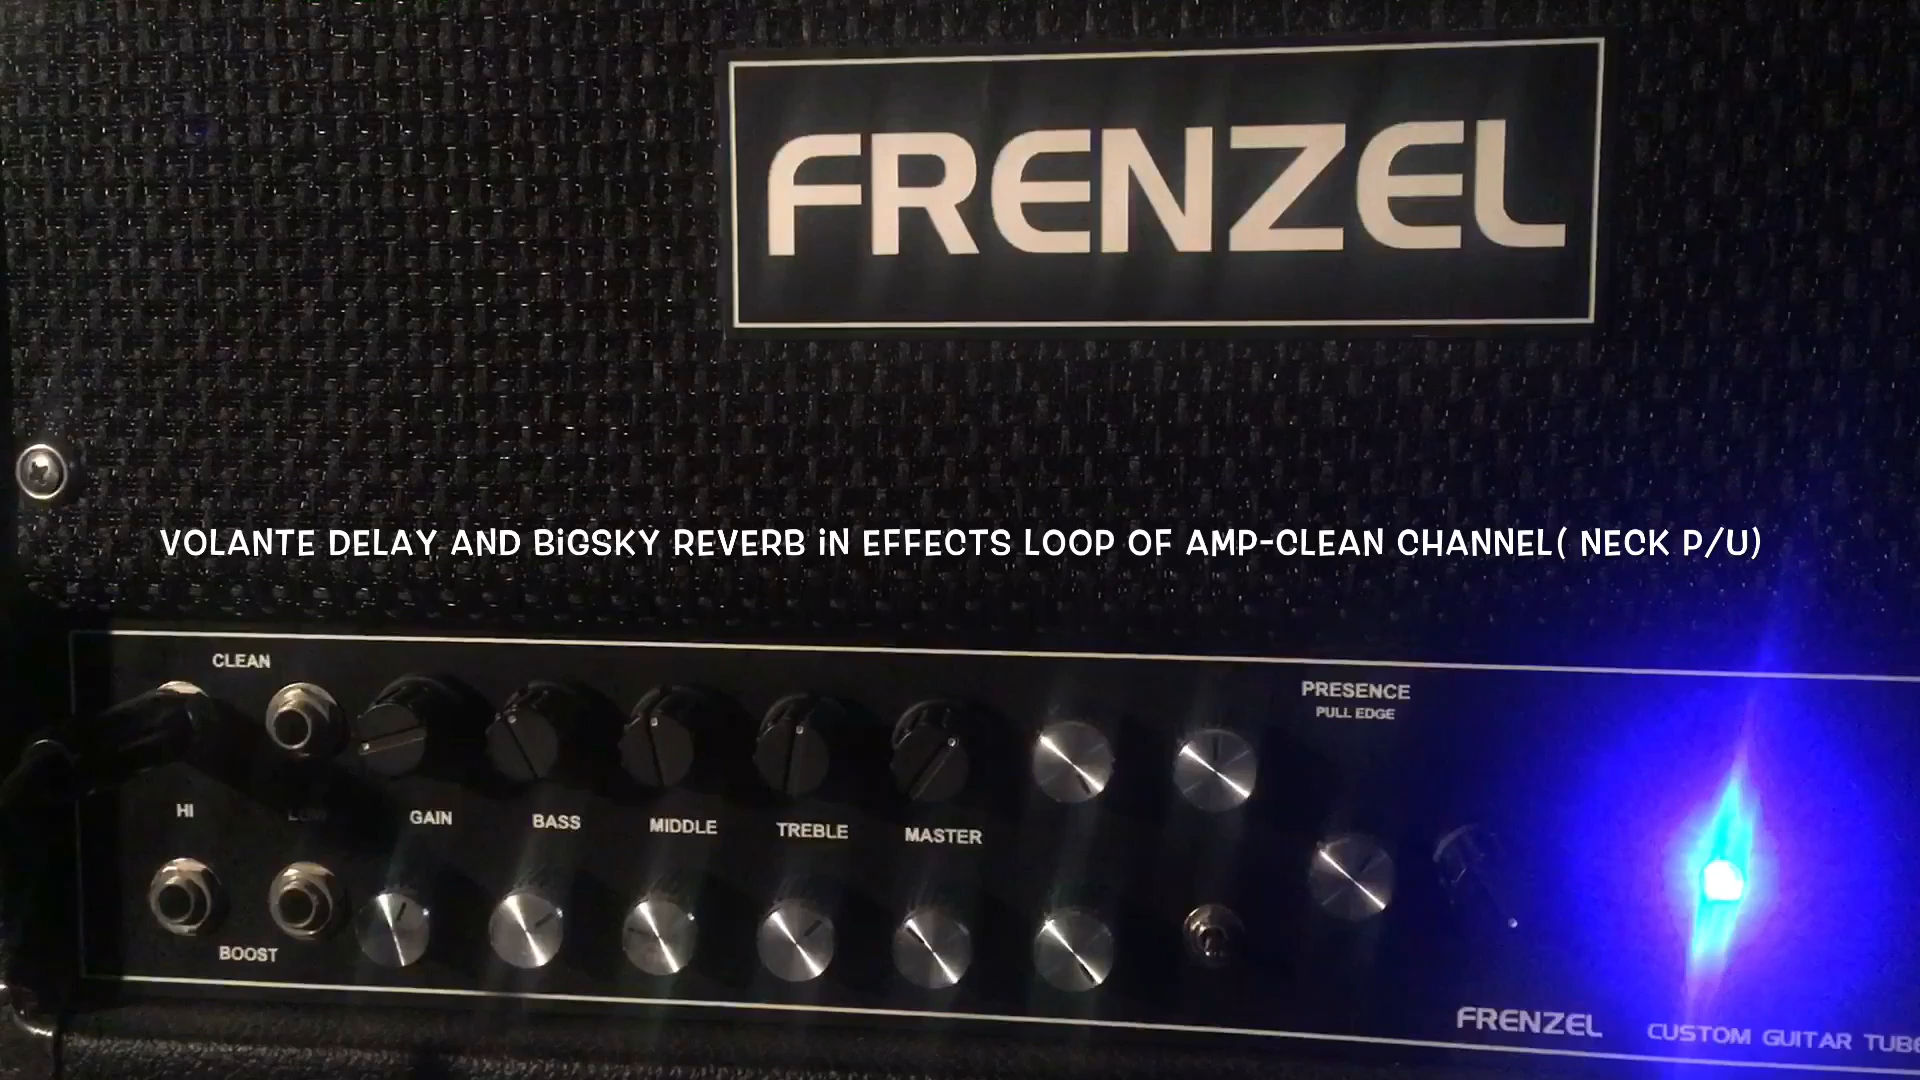 FRENZEL
VOLANTE DELAY AND BiGSKY REVERB iN EFFECTS LOOP OF AMP-CLEAN CHANNEL( NECK P/U)
CLEAN
PRESENCE
PULL EDGE
HI
GAIN BASS MIDDLE TREBLE MASTER
BOOST
FRENZEL CUSTOM GUITAR